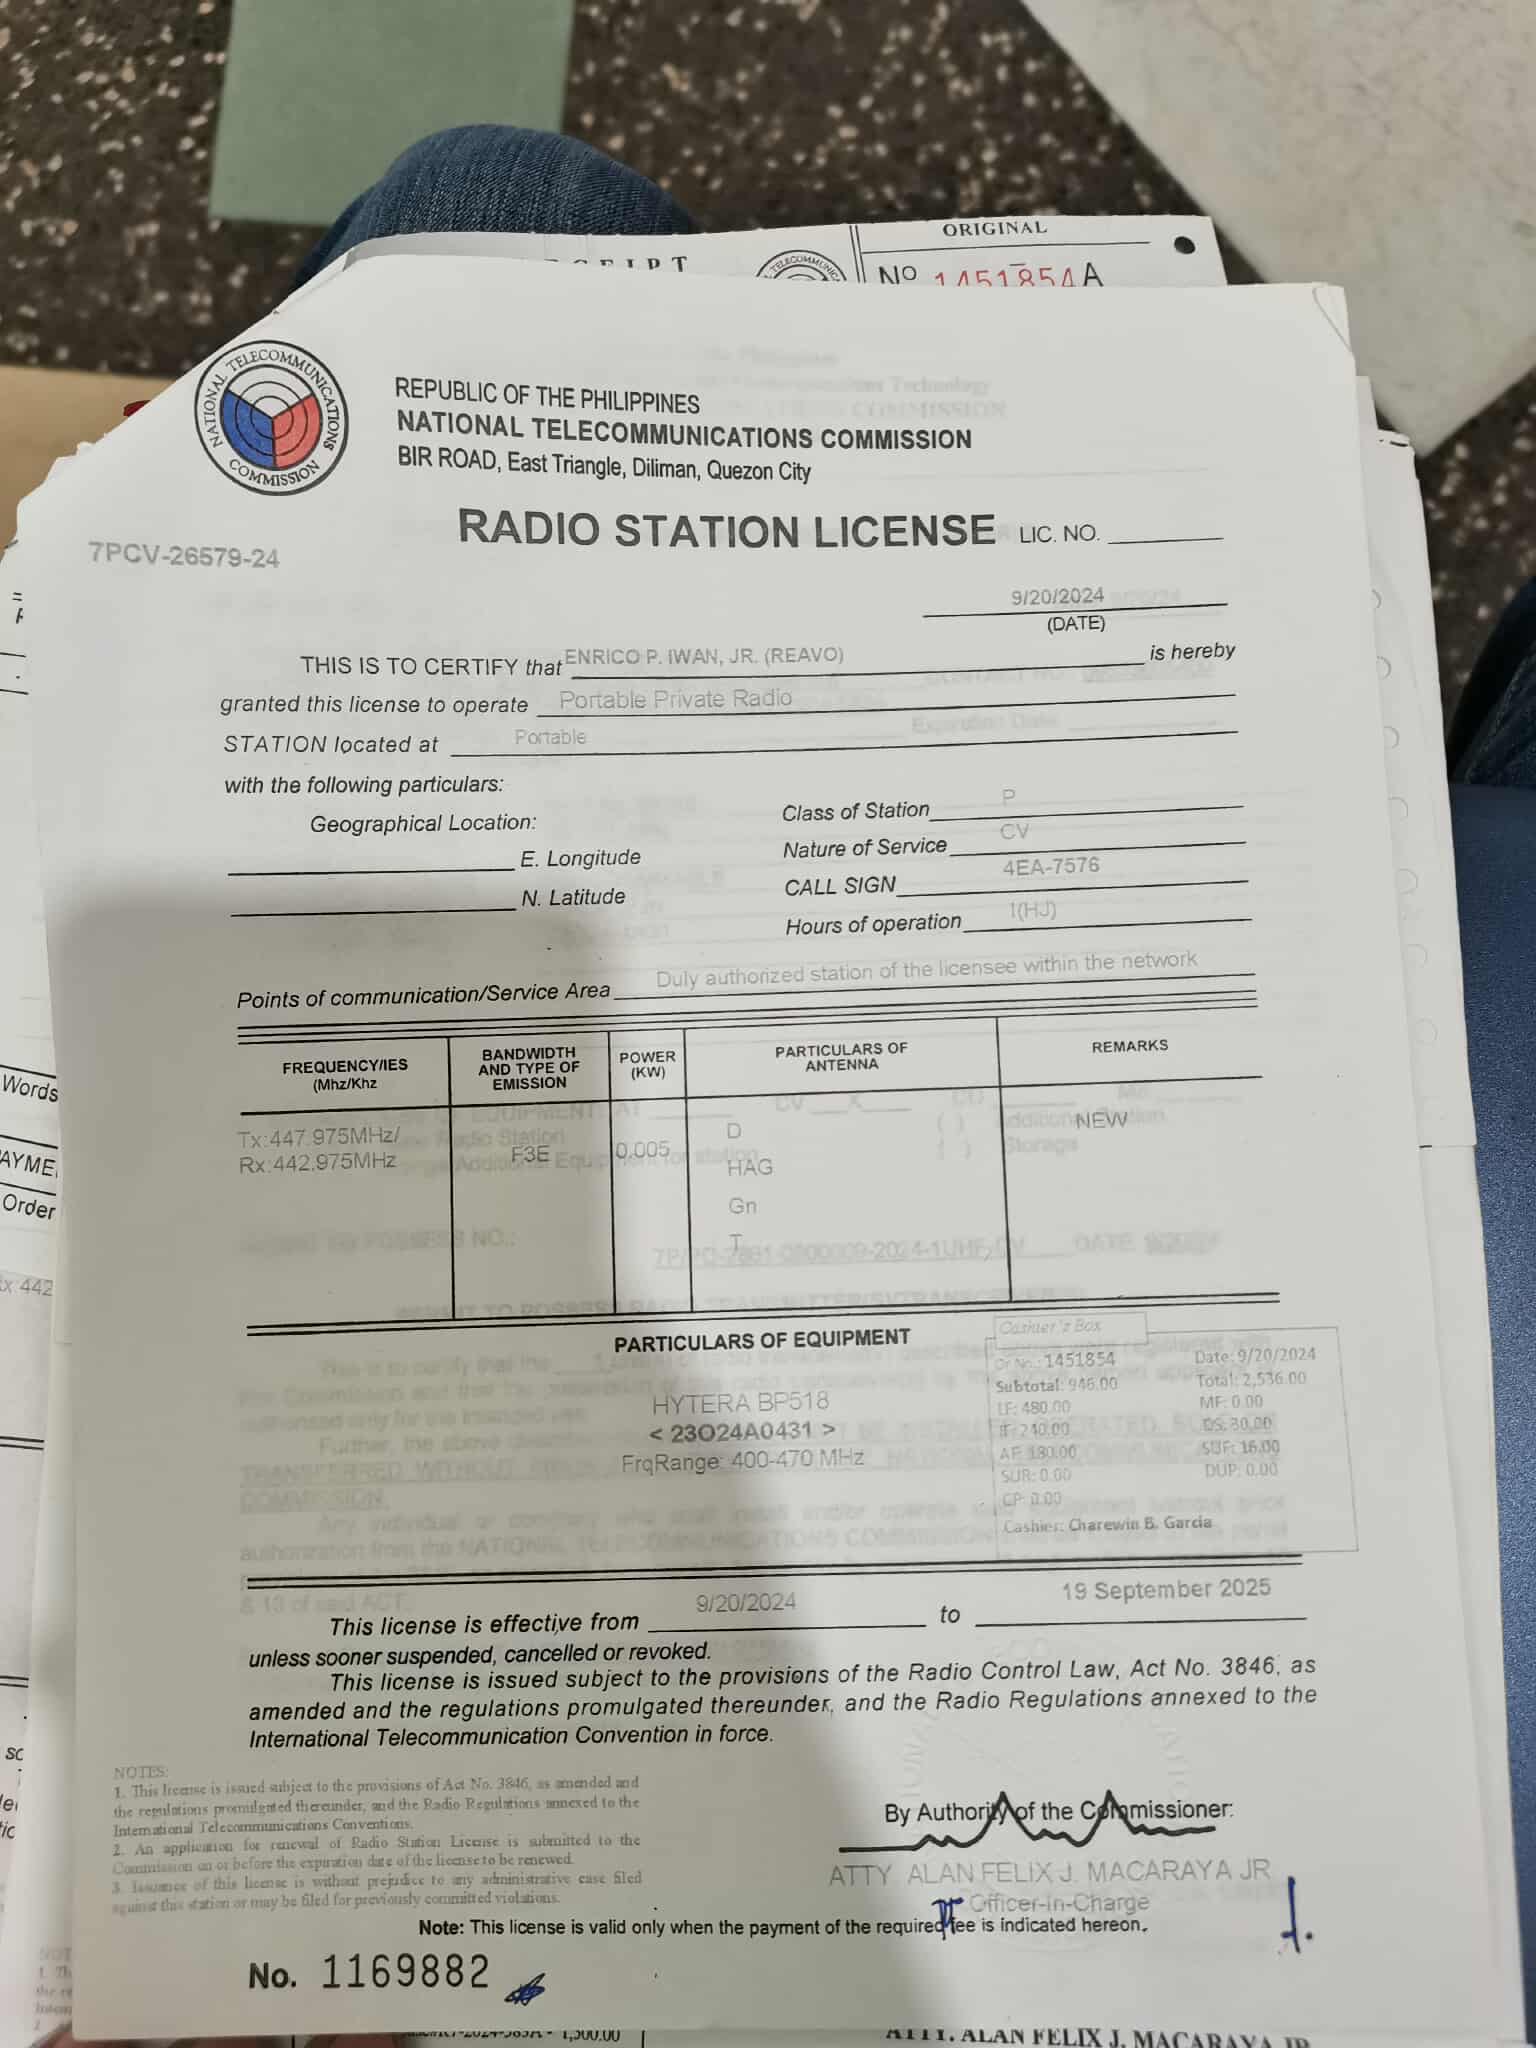 ORIGINAL
No 1451854 A
NATIONAL TELECOMMUNICATIONS COMMISSION
REPUBLIC OF THE PHILIPPINES
NATIONAL TELECOMMUNICATIONS COMMISSION
BIR ROAD, East Triangle, Diliman, Quezon City
RADIO STATION LICENSE LIC. NO.
7PCV-26579-24
9/20/2024
(DATE)
THIS IS TO CERTIFY that ENRICO P. IWAN, JR. (REAVO) is hereby
granted this license to operate Portable Private Radio
STATION located at Portable
with the following particulars:
Geographical Location:
E. Longitude
N. Latitude
Class of Station P
Nature of Service CV
CALL SIGN 4EA-7576
Hours of operation 1(HJ)
Points of communication/Service Area Duly authorized station of the licensee within the network
FREQUENCY/IES
(Mhz/Khz
BANDWIDTH
AND TYPE OF
EMISSION
POWER
(KW)
PARTICULARS OF
ANTENNA
REMARKS
Tx:447.975MHz/
Rx:442.975MHz
F3E
0.005
D
HAG
Gn
T
NEW
PARTICULARS OF EQUIPMENT
HYTERA BP518
< 23O24A0431 >
FrqRange: 400-470 MHz
Cashier'z Box
Or No.: 1451854 Date: 9/20/2024
Subtotal: 946.00 Total: 2,536.00
LF: 480.00 MF: 0.00
IF: 240.00 DS: 30.00
AF: 180.00 SUF: 16.00
SUR: 0.00 DUP: 0.00
CP: 0.00
Cashier: Charewin B. Garcia
This license is effective from 9/20/2024 to 19 September 2025
unless sooner suspended, cancelled or revoked.
This license is issued subject to the provisions of the Radio Control Law, Act No. 3846, as
amended and the regulations promulgated thereunder, and the Radio Regulations annexed to the
International Telecommunication Convention in force.
NOTES:
1. This license is issued subject to the provisions of Act No. 3846, as amended and
the regulations promulgated thereunder, and the Radio Regulations annexed to the
International Telecommunications Conventions.
2. An application for renewal of Radio Station License is submitted to the
Commission on or before the expiration date of the license to be renewed.
3. Issuance of this license is without prejudice to any administrative case filed
against this station or may be filed for previously committed violations.
By Authority of the Commissioner:
ATTY. ALAN FELIX J. MACARAYA JR
Officer-In-Charge
Note: This license is valid only when the payment of the required fee is indicated hereon.
No. 1169882
1,500.00
ATTY. ALAN FELIX J. MACARAYA JR
Words
Order